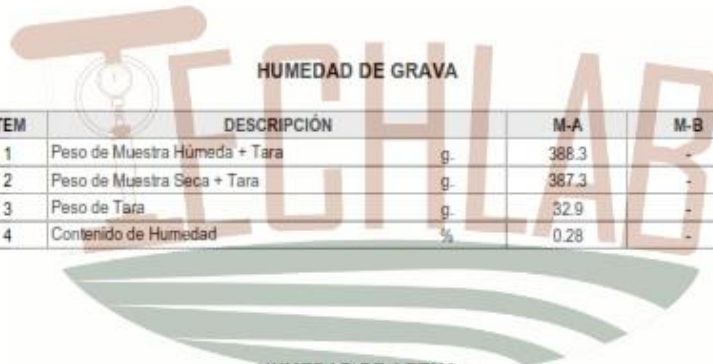 TECHLAB
HUMEDAD DE GRAVA
TEM DESCRIPCIÓN M-A M-B
1 Peso de Muestra Húmeda + Tara g. 388.3 -
2 Peso de Muestra Seca + Tara g. 387.3 -
3 Peso de Tara g. 32.9 -
4 Contenido de Humedad % 0.28 -